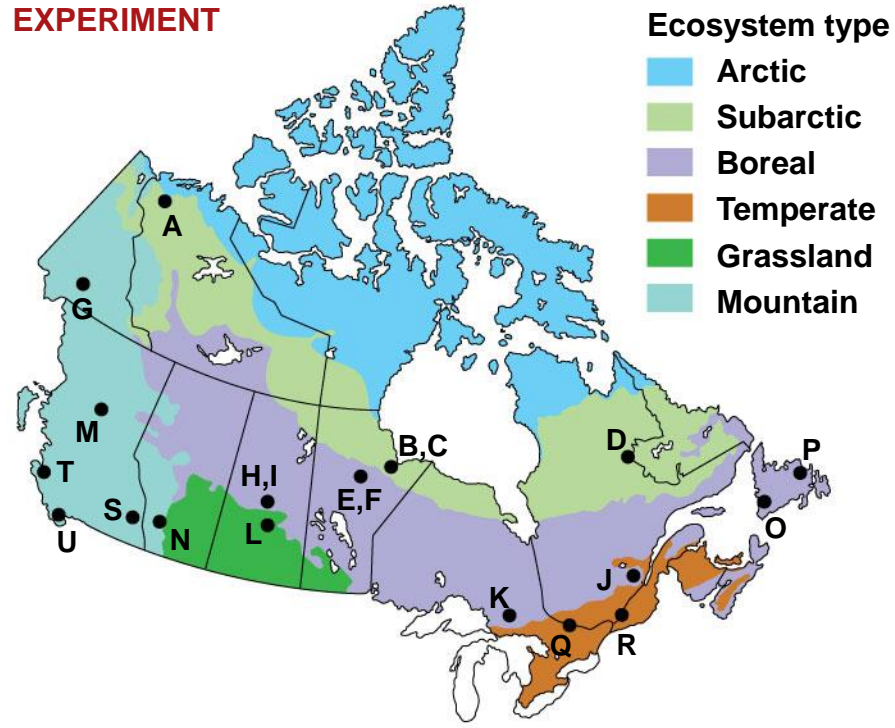 EXPERIMENT
Ecosystem type
Arctic
Subarctic
Boreal
Temperate
Grassland
Mountain
A
G
M
B,C
D
P
T
H,I
E,F
O
S
N
L
U
J
K
Q
R